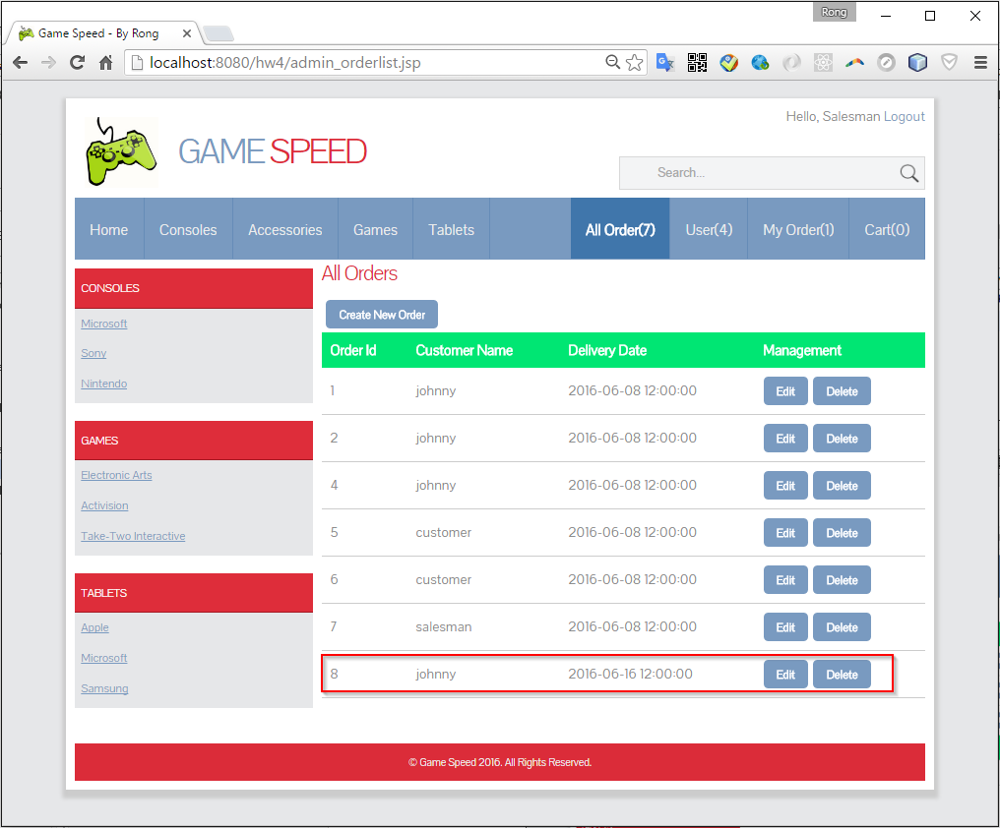 Rong
Game Speed - By Rong
localhost:8080/hw4/admin_orderlist.jsp
Hello, Salesman Logout
GAME SPEED
Search...
Home Consoles Accessories Games Tablets All Order(7) User(4) My Order(1) Cart(0)
CONSOLES
Microsoft
Sony
Nintendo
GAMES
Electronic Arts
Activision
Take-Two Interactive
TABLETS
Apple
Microsoft
Samsung
All Orders
Create New Order
Order Id Customer Name Delivery Date Management
1 johnny 2016-06-08 12:00:00 Edit Delete
2 johnny 2016-06-08 12:00:00 Edit Delete
4 johnny 2016-06-08 12:00:00 Edit Delete
5 customer 2016-06-08 12:00:00 Edit Delete
6 customer 2016-06-08 12:00:00 Edit Delete
7 salesman 2016-06-08 12:00:00 Edit Delete
8 johnny 2016-06-16 12:00:00 Edit Delete
© Game Speed 2016. All Rights Reserved.